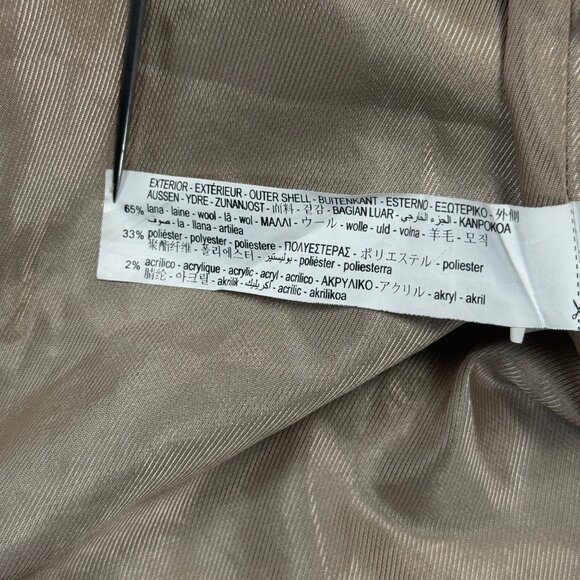 EXTERIOR - EXTÉRIEUR - OUTER SHELL - BUITENKANT - ESTERNO - ΕΞΩΤΕΡΙΚΟ - 外側
AUSSEN - YDRE - ZUNANJOST - 面料 - 겉감 - BAGIAN LUAR - الجزء الخارجي - KANPOKOA
65% lana - laine - wool - lã - wol - ΜΑΛΛΙ - ウール - wolle - uld - volna - 羊毛 - 모직
صوف - la - llana - artilea
33% poliéster - polyester - poliestere - ΠΟΛΥΕΣΤΕΡΑΣ - ポリエステル - poliester
聚酯纤维 - 폴리에스터 - بوليستير - polièster - poliesterra
2% acrílico - acrylique - acrylic - acryl - acrilico - ΑΚΡΥΛΙΚΟ - アクリル - akryl - akril
腈纶 - 아크릴 - akrilik - اكريليك - acrílic - akrilikoa